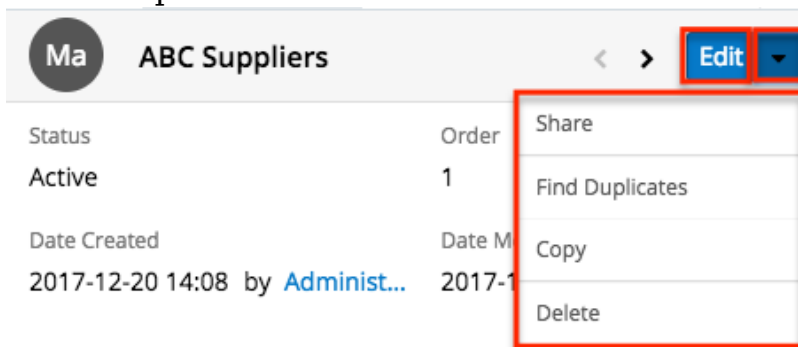 Ma ABC Suppliers Edit
Status Order Share
Active 1 Find Duplicates
Date Created Date M Copy
2017-12-20 14:08 by Administ... 2017-1
Delete